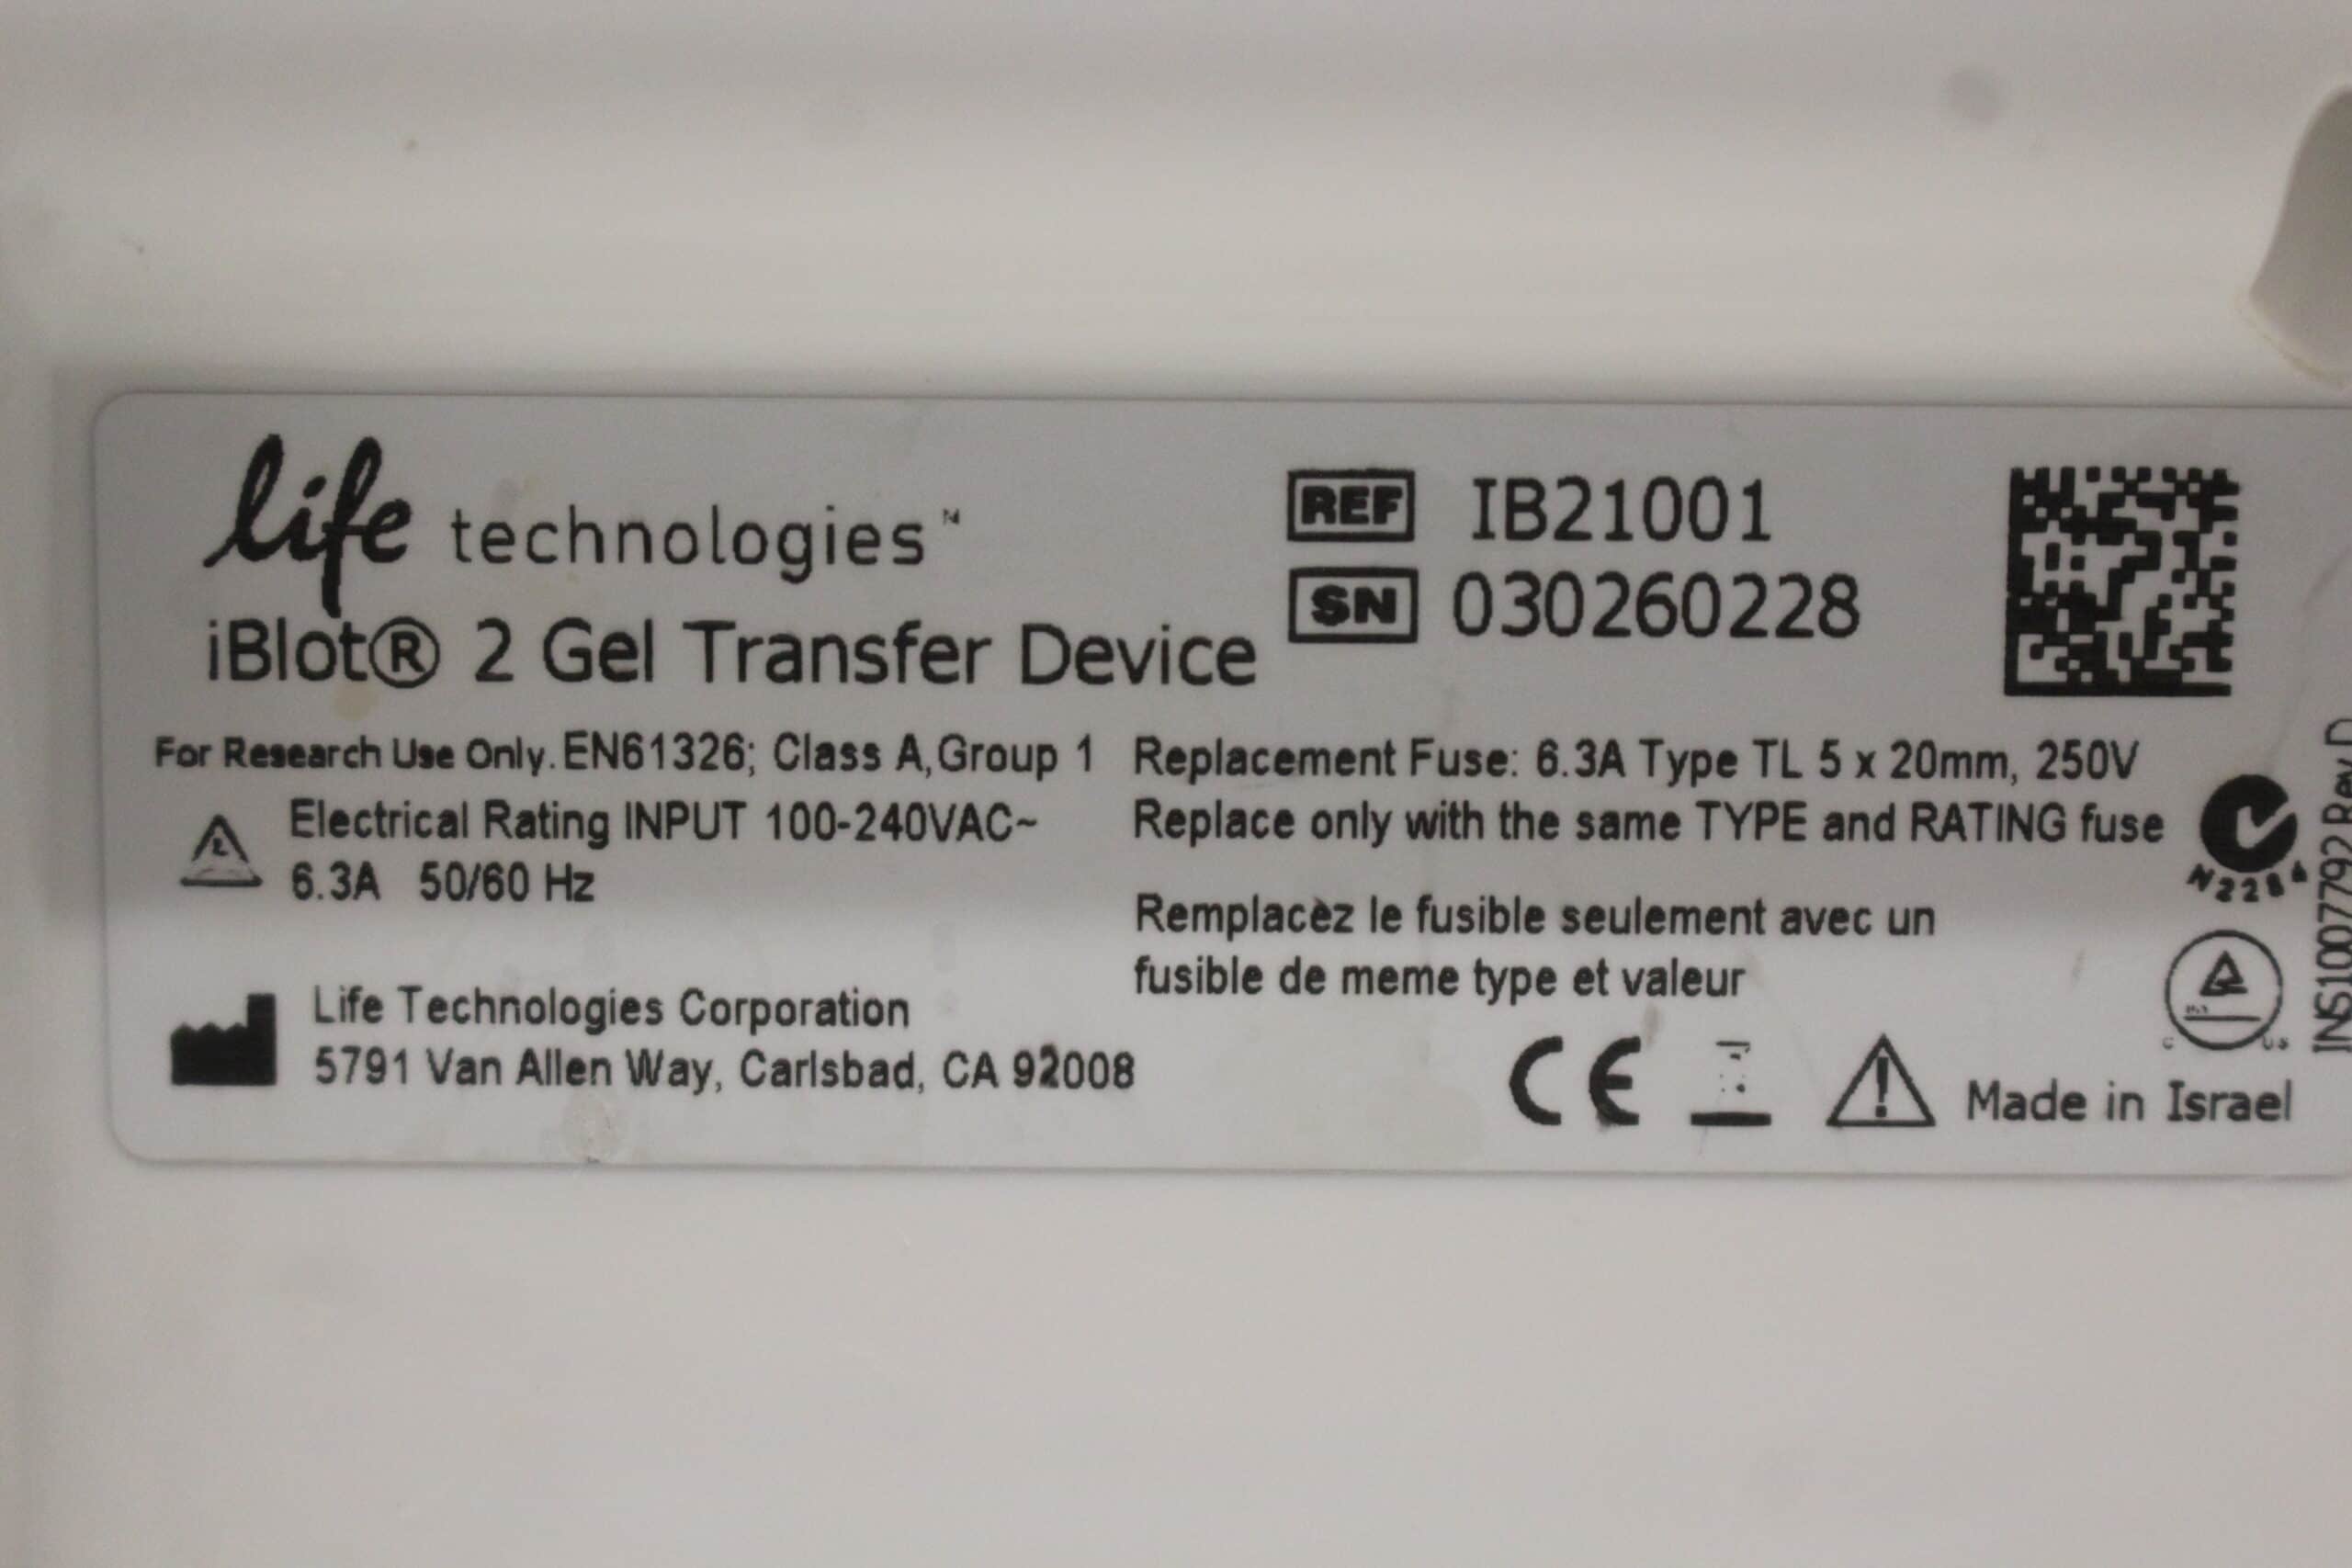 life technologies™
iBlot® 2 Gel Transfer Device
REF IB21001
SN 030260228
For Research Use Only. EN61326; Class A, Group 1
Electrical Rating INPUT 100-240VAC~
6.3A 50/60 Hz
Life Technologies Corporation
5791 Van Allen Way, Carlsbad, CA 92008
Replacement Fuse: 6.3A Type TL 5 x 20mm, 250V
Replace only with the same TYPE and RATING fuse
Remplacèz le fusible seulement avec un
fusible de meme type et valeur
CE
Made in Israel
C US
INS1007792 Rev D